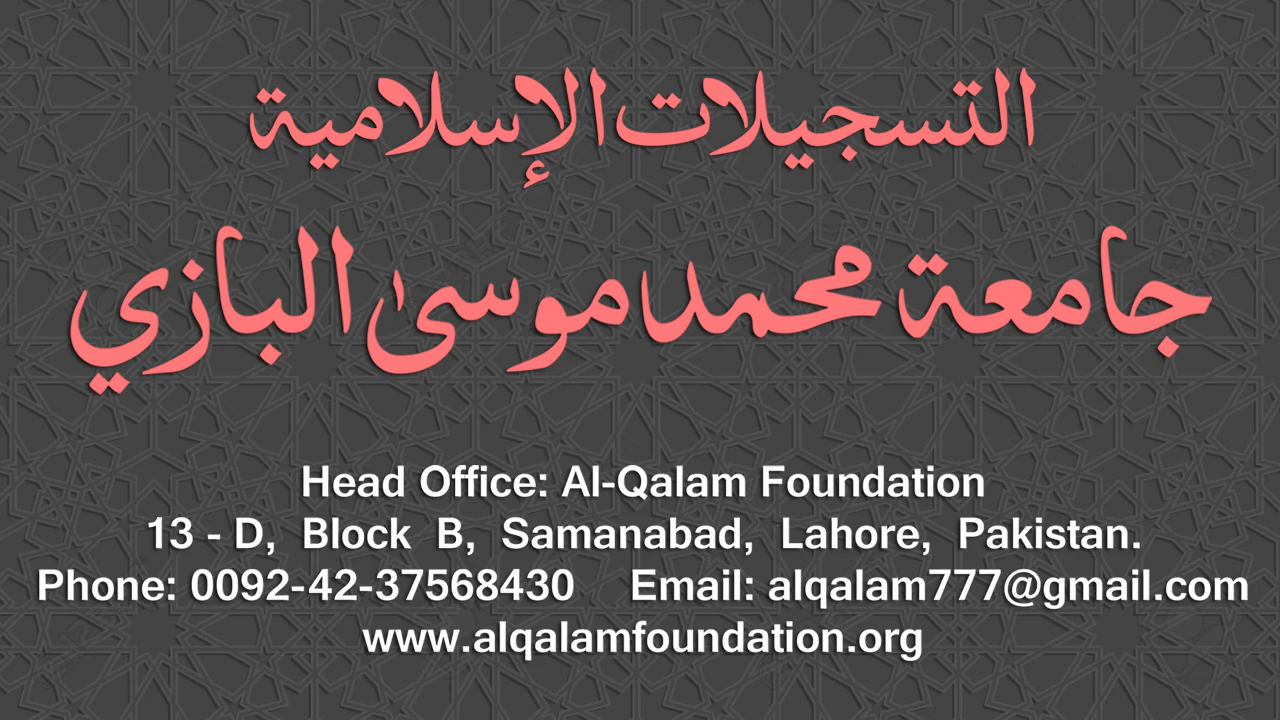 التسجيلات الإسلامية
جامعة محمد موسىٰ البازي
Head Office: Al-Qalam Foundation
13 - D, Block B, Samanabad, Lahore, Pakistan.
Phone: 0092-42-37568430 Email: alqalam777@gmail.com
www.alqalamfoundation.org